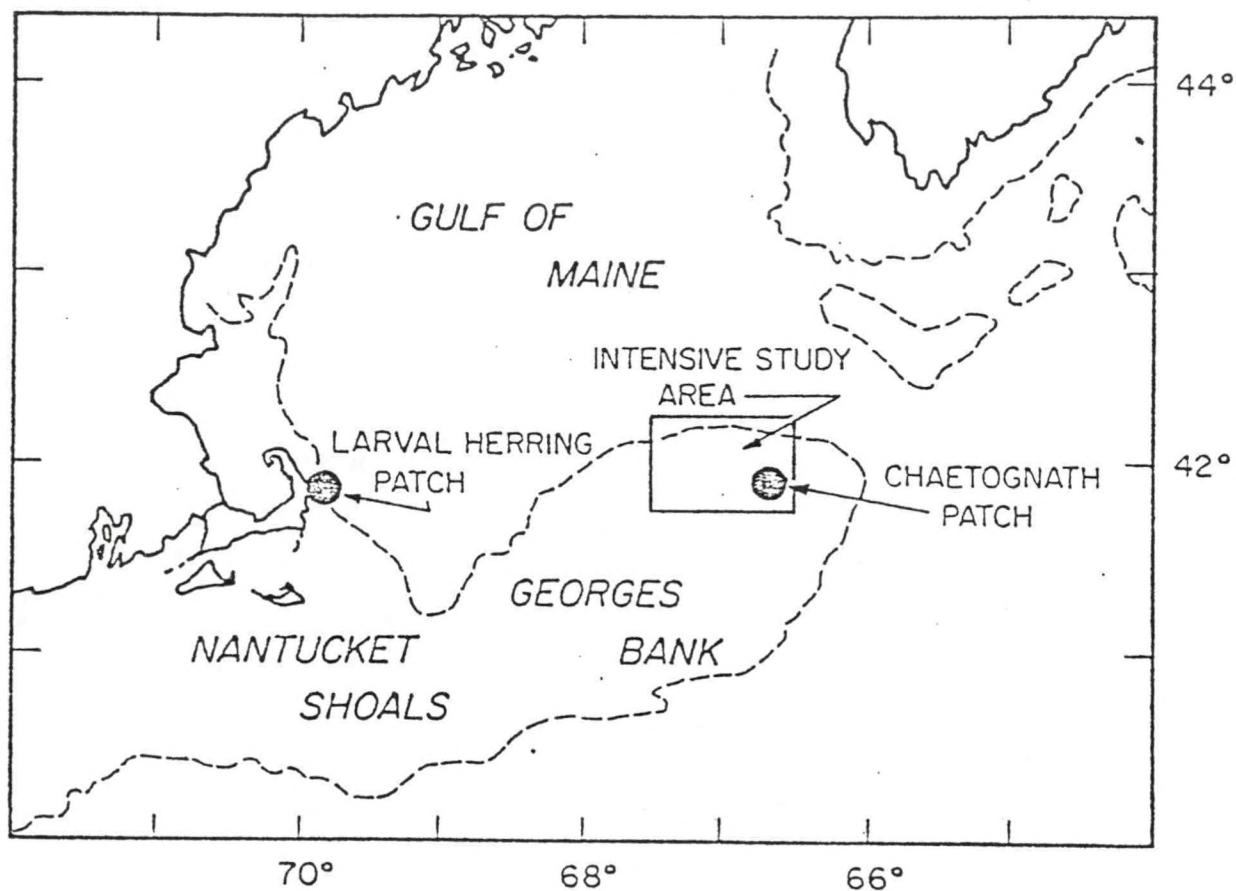 44°
GULF OF
MAINE
INTENSIVE STUDY
AREA
LARVAL HERRING
PATCH
42°
CHAETOGNATH
PATCH
GEORGES
BANK
NANTUCKET
SHOALS
70°
68°
66°